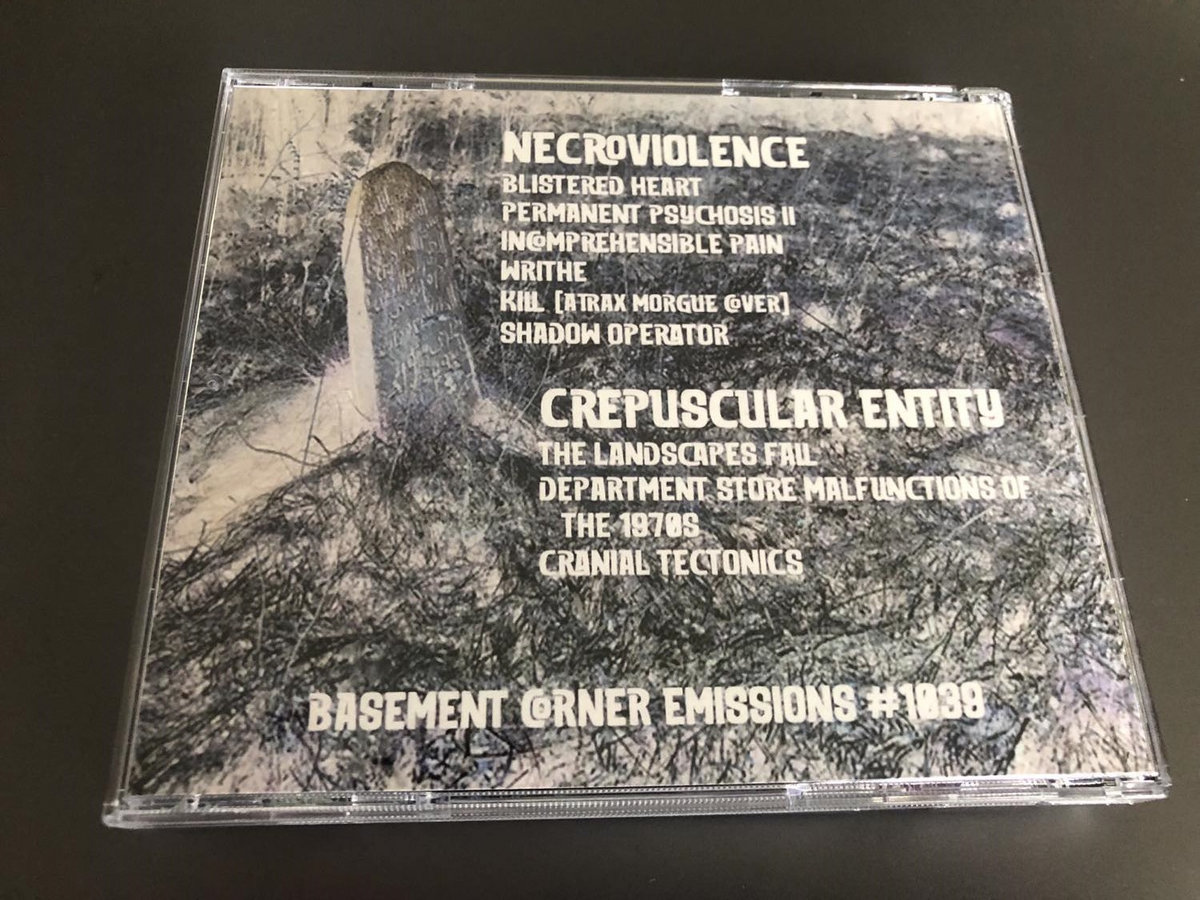 NECROVIOLENCE
BLISTERED HEART
PERMANENT PSYCHOSIS II
INCOMPREHENSIBLE PAIN
WRITHE
KILL [ATRAX MORGUE COVER]
SHADOW OPERATOR
CREPUSCULAR ENTITY
THE LANDSCAPES FALL
DEPARTMENT STORE MALFUNCTIONS OF
THE 1970S
CRANIAL TECTONICS
BASEMENT CORNER EMISSIONS #1039